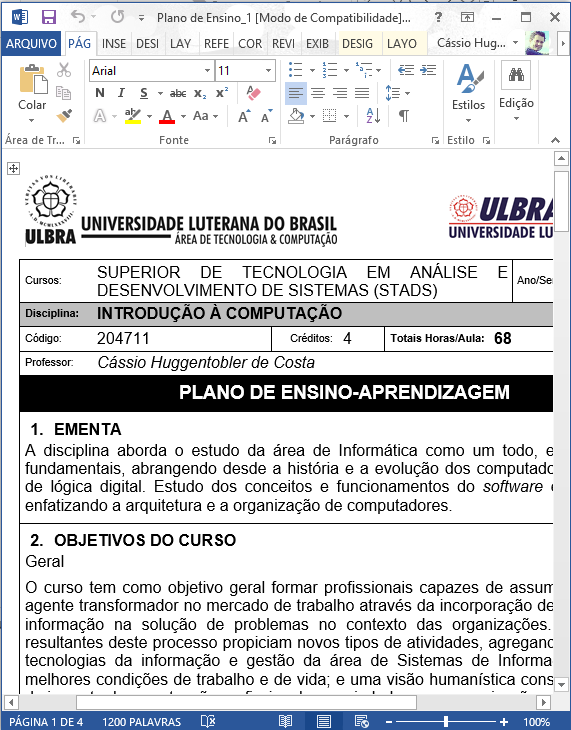 Plano de Ensino_1 [Modo de Compatibilidade]...
ARQUIVO PÁG INSE DESI LAY REFE COR REVI EXIB DESIG LAYO Cássio Hug...
Arial 11
Colar
N I S abc x₂ x²
A ab A Aa A A
Estilos
Edição
Área de Tr... Fonte Parágrafo Estilo
ULBRA UNIVERSIDADE LUTERANA DO BRASIL
ÁREA DE TECNOLOGIA & COMPUTAÇÃO
ULBRA
UNIVERSIDADE LU
Cursos: SUPERIOR DE TECNOLOGIA EM ANÁLISE E DESENVOLVIMENTO DE SISTEMAS (STADS) Ano/Se
Disciplina: INTRODUÇÃO À COMPUTAÇÃO
Código: 204711 Créditos: 4 Totais Horas/Aula: 68
Professor: Cássio Huggentobler de Costa
PLANO DE ENSINO-APRENDIZAGEM
1. EMENTA
A disciplina aborda o estudo da área de Informática como um todo, e
fundamentais, abrangendo desde a história e a evolução dos computado
de lógica digital. Estudo dos conceitos e funcionamentos do software e
enfatizando a arquitetura e a organização de computadores.
2. OBJETIVOS DO CURSO
Geral
O curso tem como objetivo geral formar profissionais capazes de assum
agente transformador no mercado de trabalho através da incorporação de
informação na solução de problemas no contexto das organizações.
resultantes deste processo propiciam novos tipos de atividades, agregand
tecnologias da informação e gestão da área de Sistemas de Informa
melhores condições de trabalho e de vida; e uma visão humanística cons
PÁGINA 1 DE 4 1200 PALAVRAS 100%